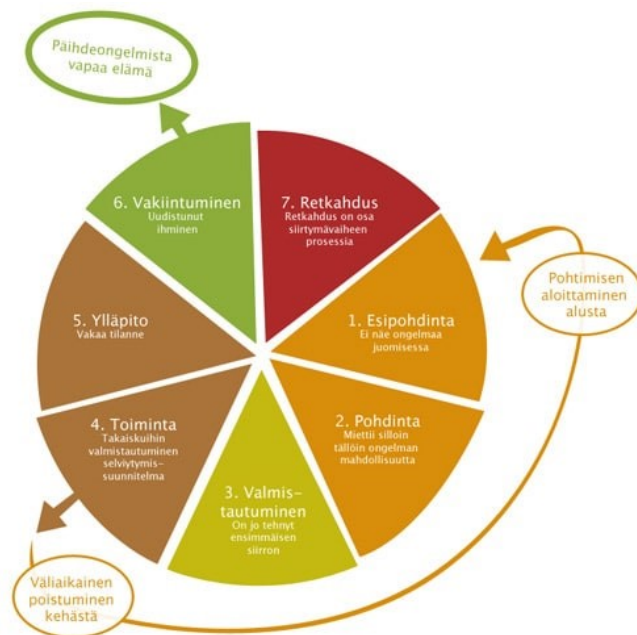 Päihdeongelmista
vapaa elämä
6. Vakiintuminen
Uudistunut
ihminen
7. Retkahdus
Retkahdus on osa
siirtymävaiheen
prosessia
Pohtimisen
aloittaminen
alusta
5. Ylläpito
Vakaa tilanne
1. Esipohdinta
Ei näe ongelmaa
juomisessa
4. Toiminta
Takaiskuihin
valmistautuminen
selviytymis-
suunnitelma
2. Pohdinta
Miettii silloin
tällöin ongelman
mahdollisuutta
3. Valmis-
tautuminen
On jo tehnyt
ensimmäisen
siirron
Väliaikainen
poistuminen
kehästä